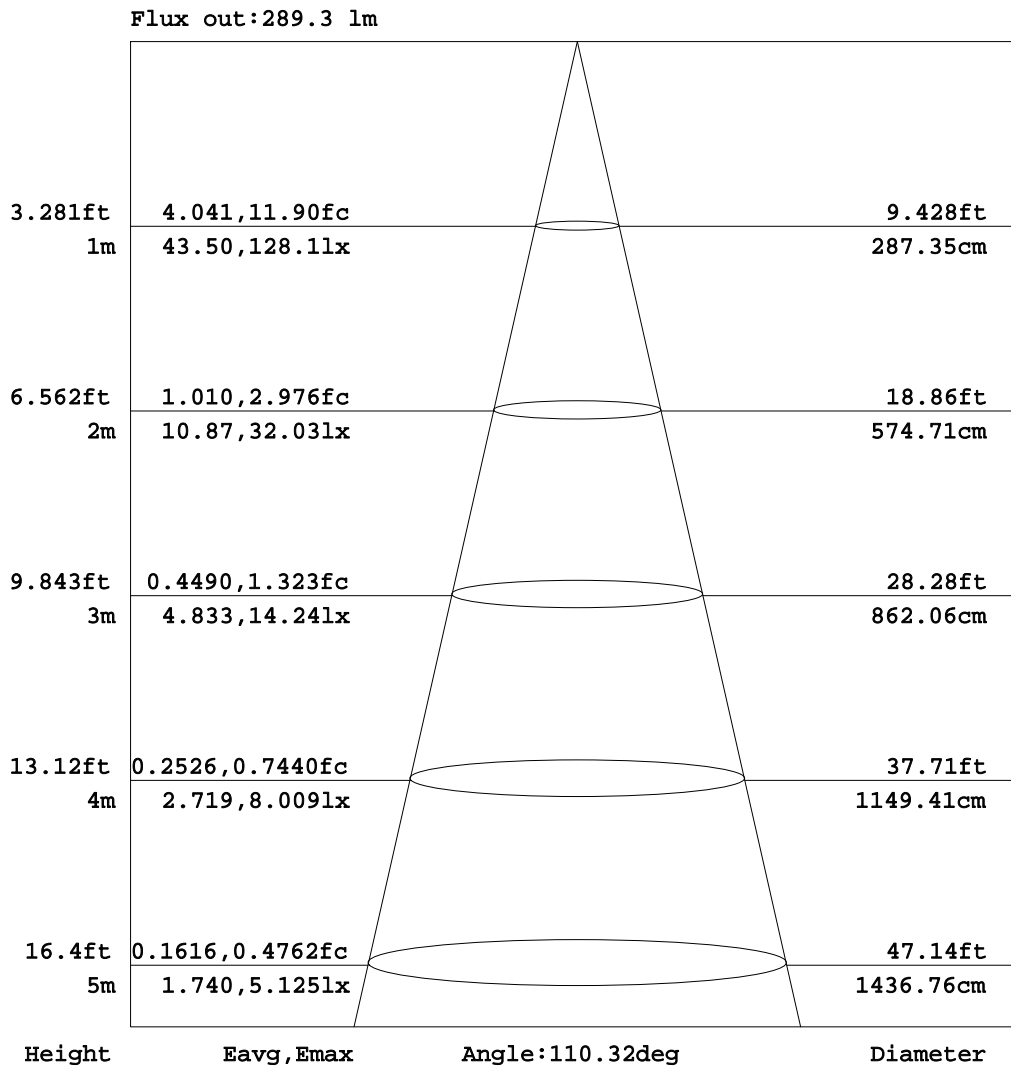 Flux out:289.3 lm
3.281ft 4.041,11.90fc 9.428ft
1m 43.50,128.1lx 287.35cm
6.562ft 1.010,2.976fc 18.86ft
2m 10.87,32.03lx 574.71cm
9.843ft 0.4490,1.323fc 28.28ft
3m 4.833,14.24lx 862.06cm
13.12ft 0.2526,0.7440fc 37.71ft
4m 2.719,8.009lx 1149.41cm
16.4ft 0.1616,0.4762fc 47.14ft
5m 1.740,5.125lx 1436.76cm
Height Eavg,Emax Angle:110.32deg Diameter